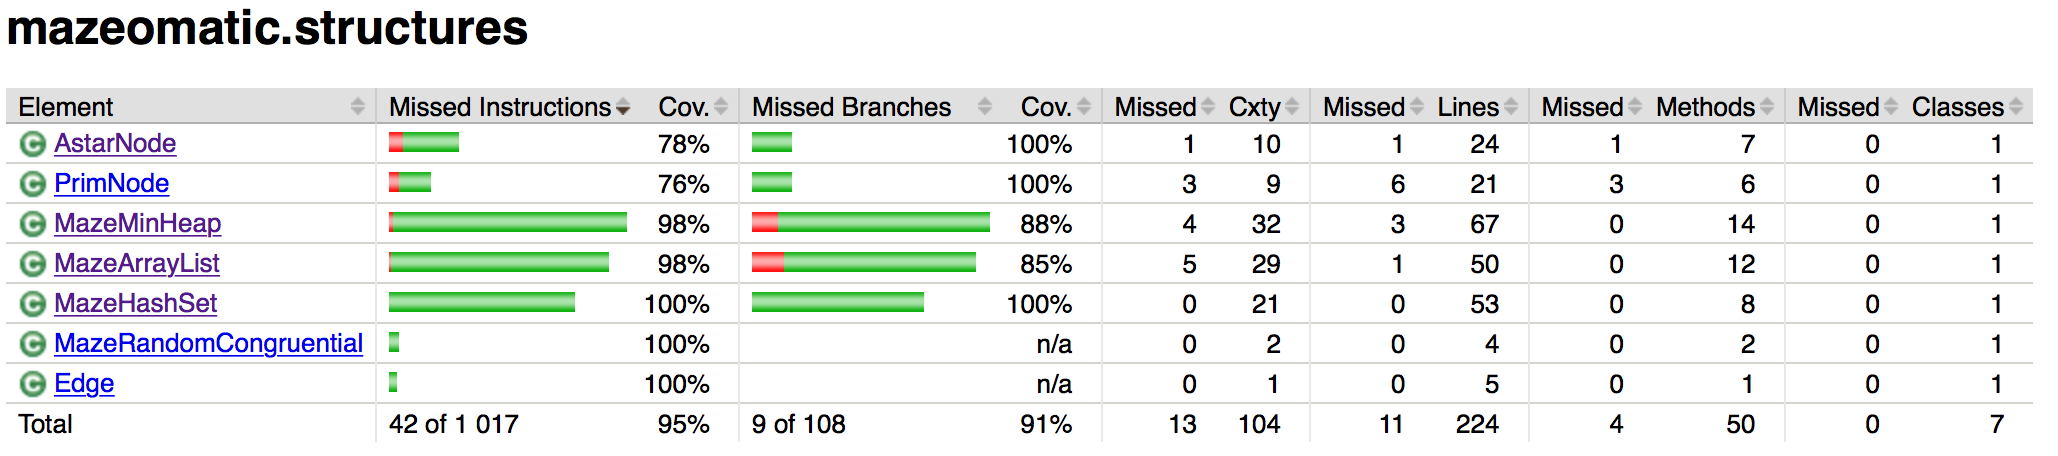 mazeomatic.structures
Element Missed Instructions Cov. Missed Branches Cov. Missed Cxty Missed Lines Missed Methods Missed Classes
C AstarNode 78% 100% 1 10 1 24 1 7 0 1
C PrimNode 76% 100% 3 9 6 21 3 6 0 1
C MazeMinHeap 98% 88% 4 32 3 67 0 14 0 1
C MazeArrayList 98% 85% 5 29 1 50 0 12 0 1
C MazeHashSet 100% 100% 0 21 0 53 0 8 0 1
C MazeRandomCongruential 100% n/a 0 2 0 4 0 2 0 1
C Edge 100% n/a 0 1 0 5 0 1 0 1
Total 42 of 1 017 95% 9 of 108 91% 13 104 11 224 4 50 0 7